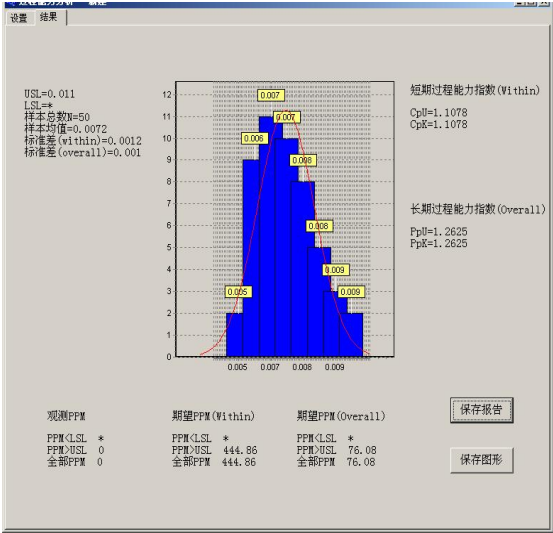 设置 结果
USL=0.011
LSL=*
样本总数N=50
样本均值=0.0072
标准差(within)=0.0012
标准差(overall)=0.001
12
11
10
9
8
7
6
5
4
3
2
1
0
0.007
0.007
0.006
0.008
0.008
0.009
0.005
0.009
0.005 0.007 0.008 0.009
短期过程能力指数(Within)
CpU=1.1078
CpK=1.1078
长期过程能力指数(Overall)
PpU=1.2625
PpK=1.2625
观测PPM 期望PPM(Within) 期望PPM(Overall)
PPM<LSL * PPM<LSL * PPM<LSL *
PPM>USL 0 PPM>USL 444.86 PPM>USL 76.08
全部PPM 0 全部PPM 444.86 全部PPM 76.08
保存报告
保存图形